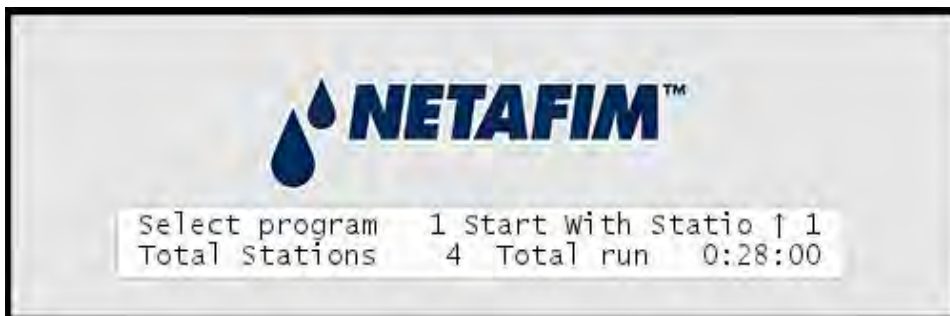 NETAFIM™
Select program 1 Start With Statio ↑ 1
Total Stations 4 Total run 0:28:00